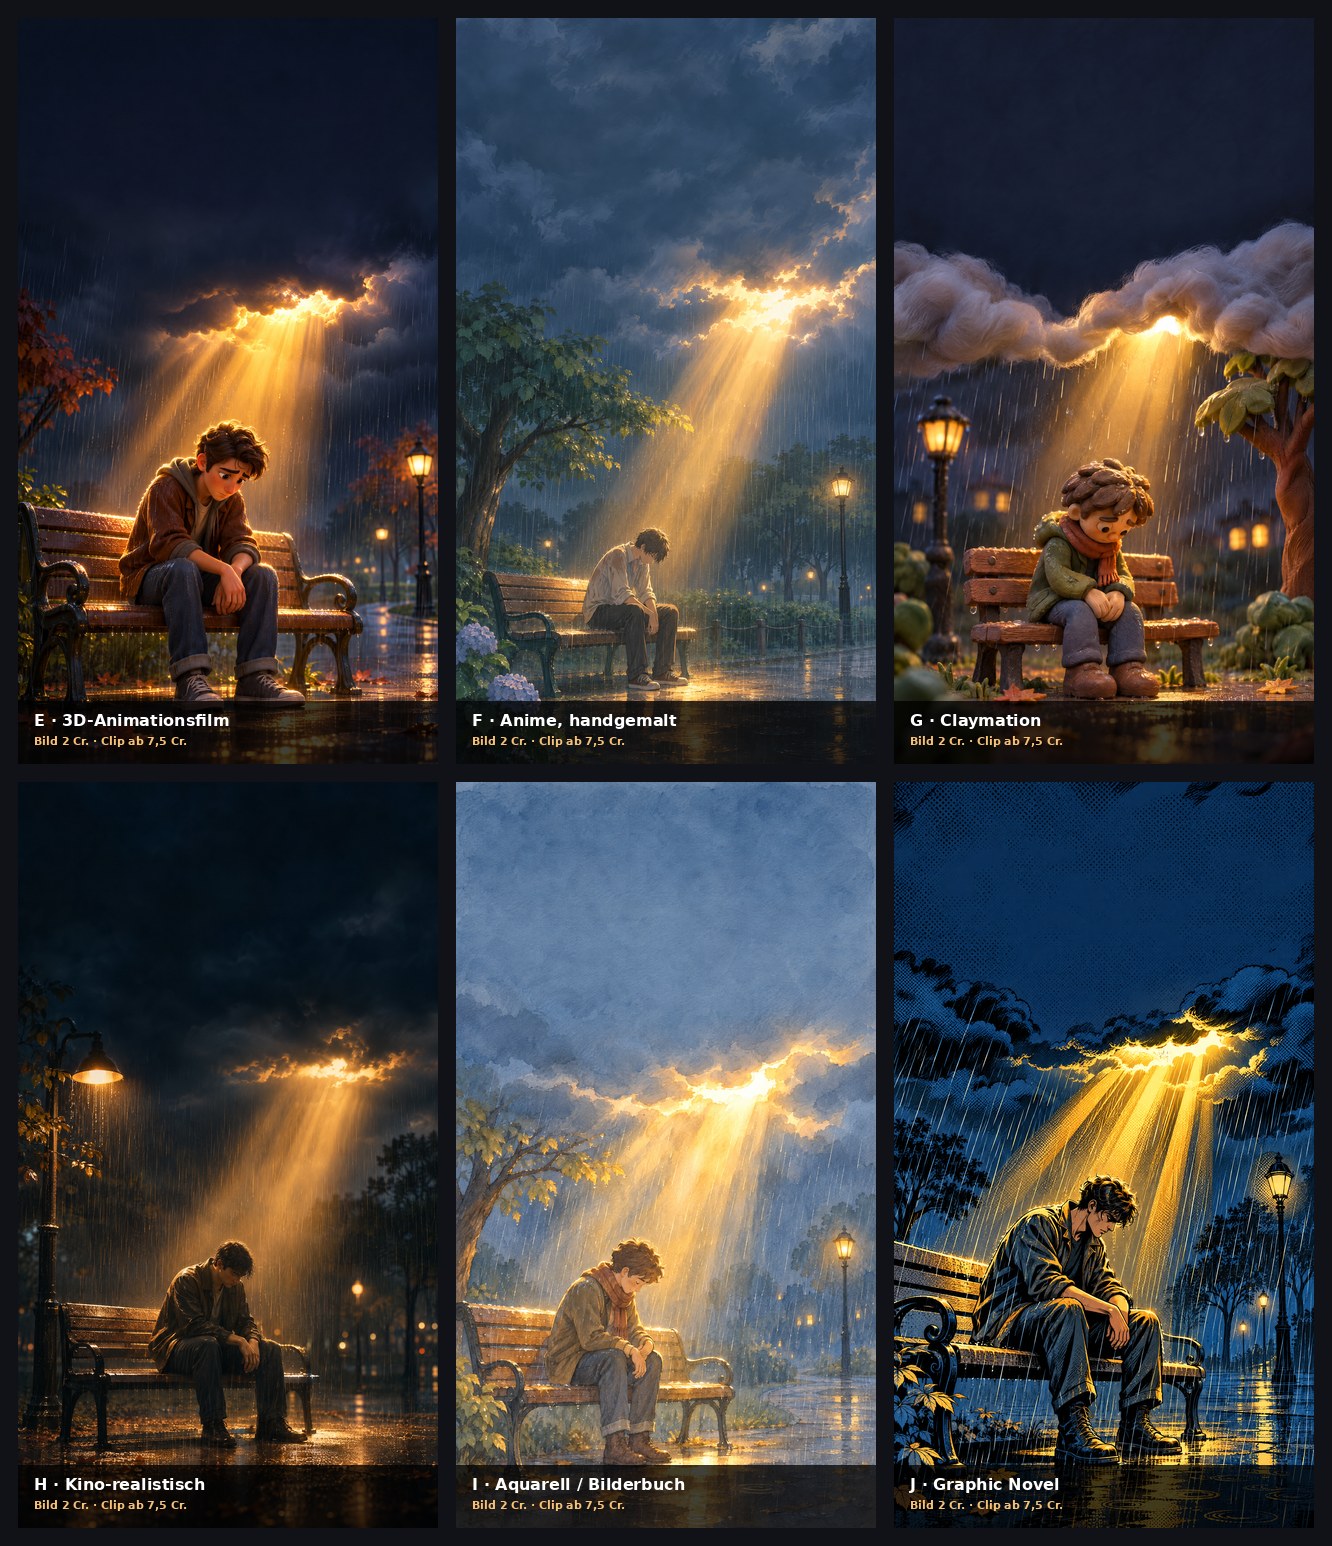 E · 3D-Animationsfilm
Bild 2 Cr. · Clip ab 7,5 Cr.
F · Anime, handgemalt
Bild 2 Cr. · Clip ab 7,5 Cr.
G · Claymation
Bild 2 Cr. · Clip ab 7,5 Cr.
H · Kino-realistisch
Bild 2 Cr. · Clip ab 7,5 Cr.
I · Aquarell / Bilderbuch
Bild 2 Cr. · Clip ab 7,5 Cr.
J · Graphic Novel
Bild 2 Cr. · Clip ab 7,5 Cr.